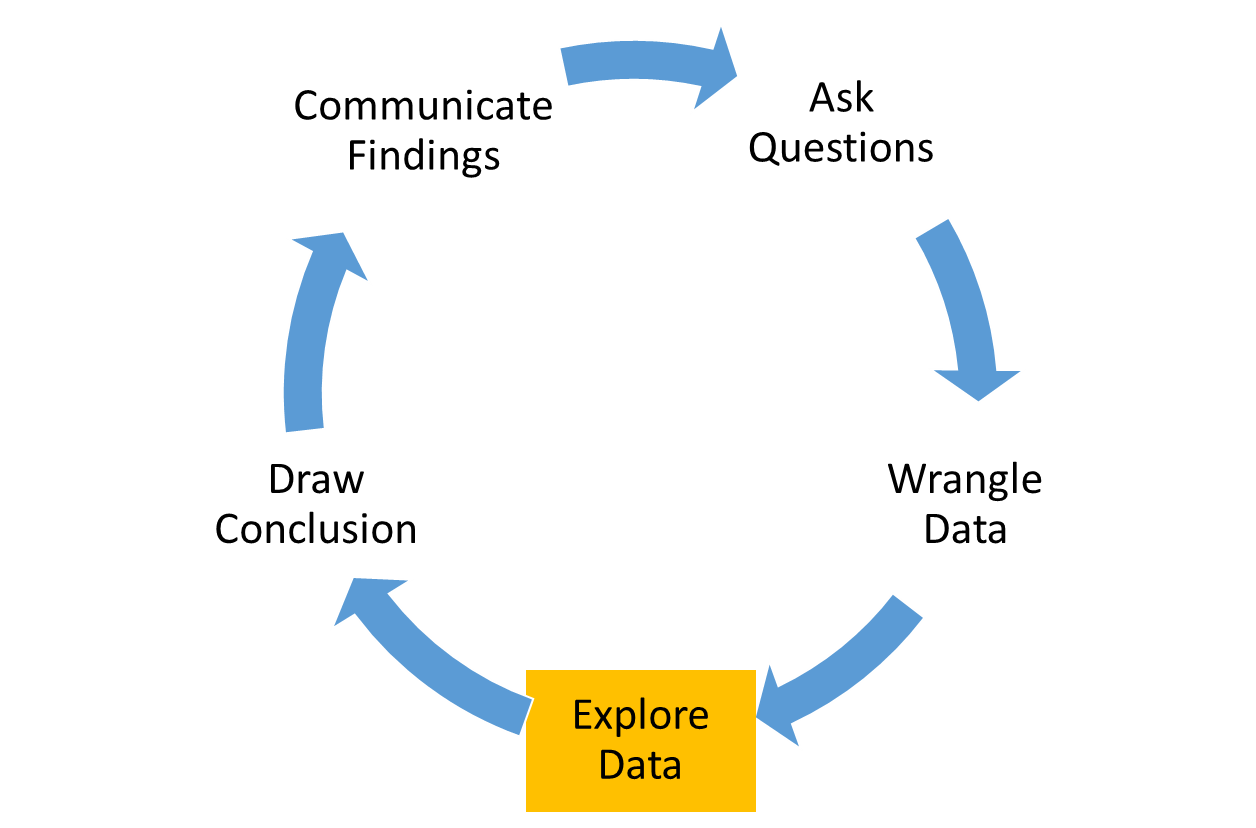 Communicate
Findings
Ask
Questions
Wrangle
Data
Explore
Data
Draw
Conclusion